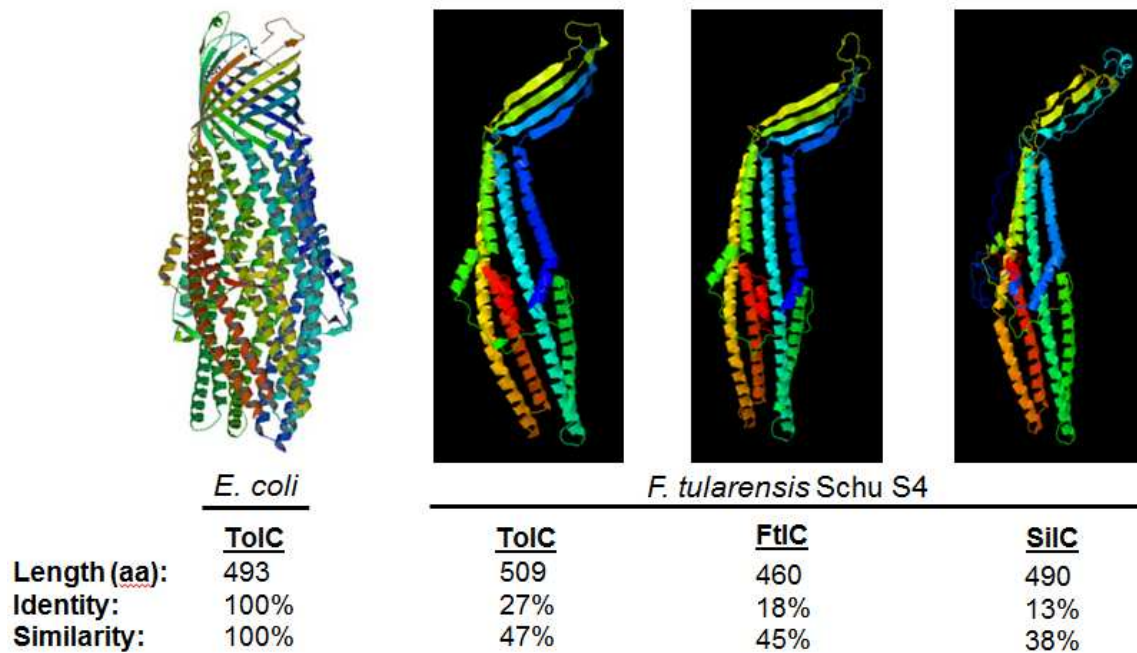 E. coli F. tularensis Schu S4
TolC TolC FtlC SilC
Length (aa): 493 509 460 490
Identity: 100% 27% 18% 13%
Similarity: 100% 47% 45% 38%